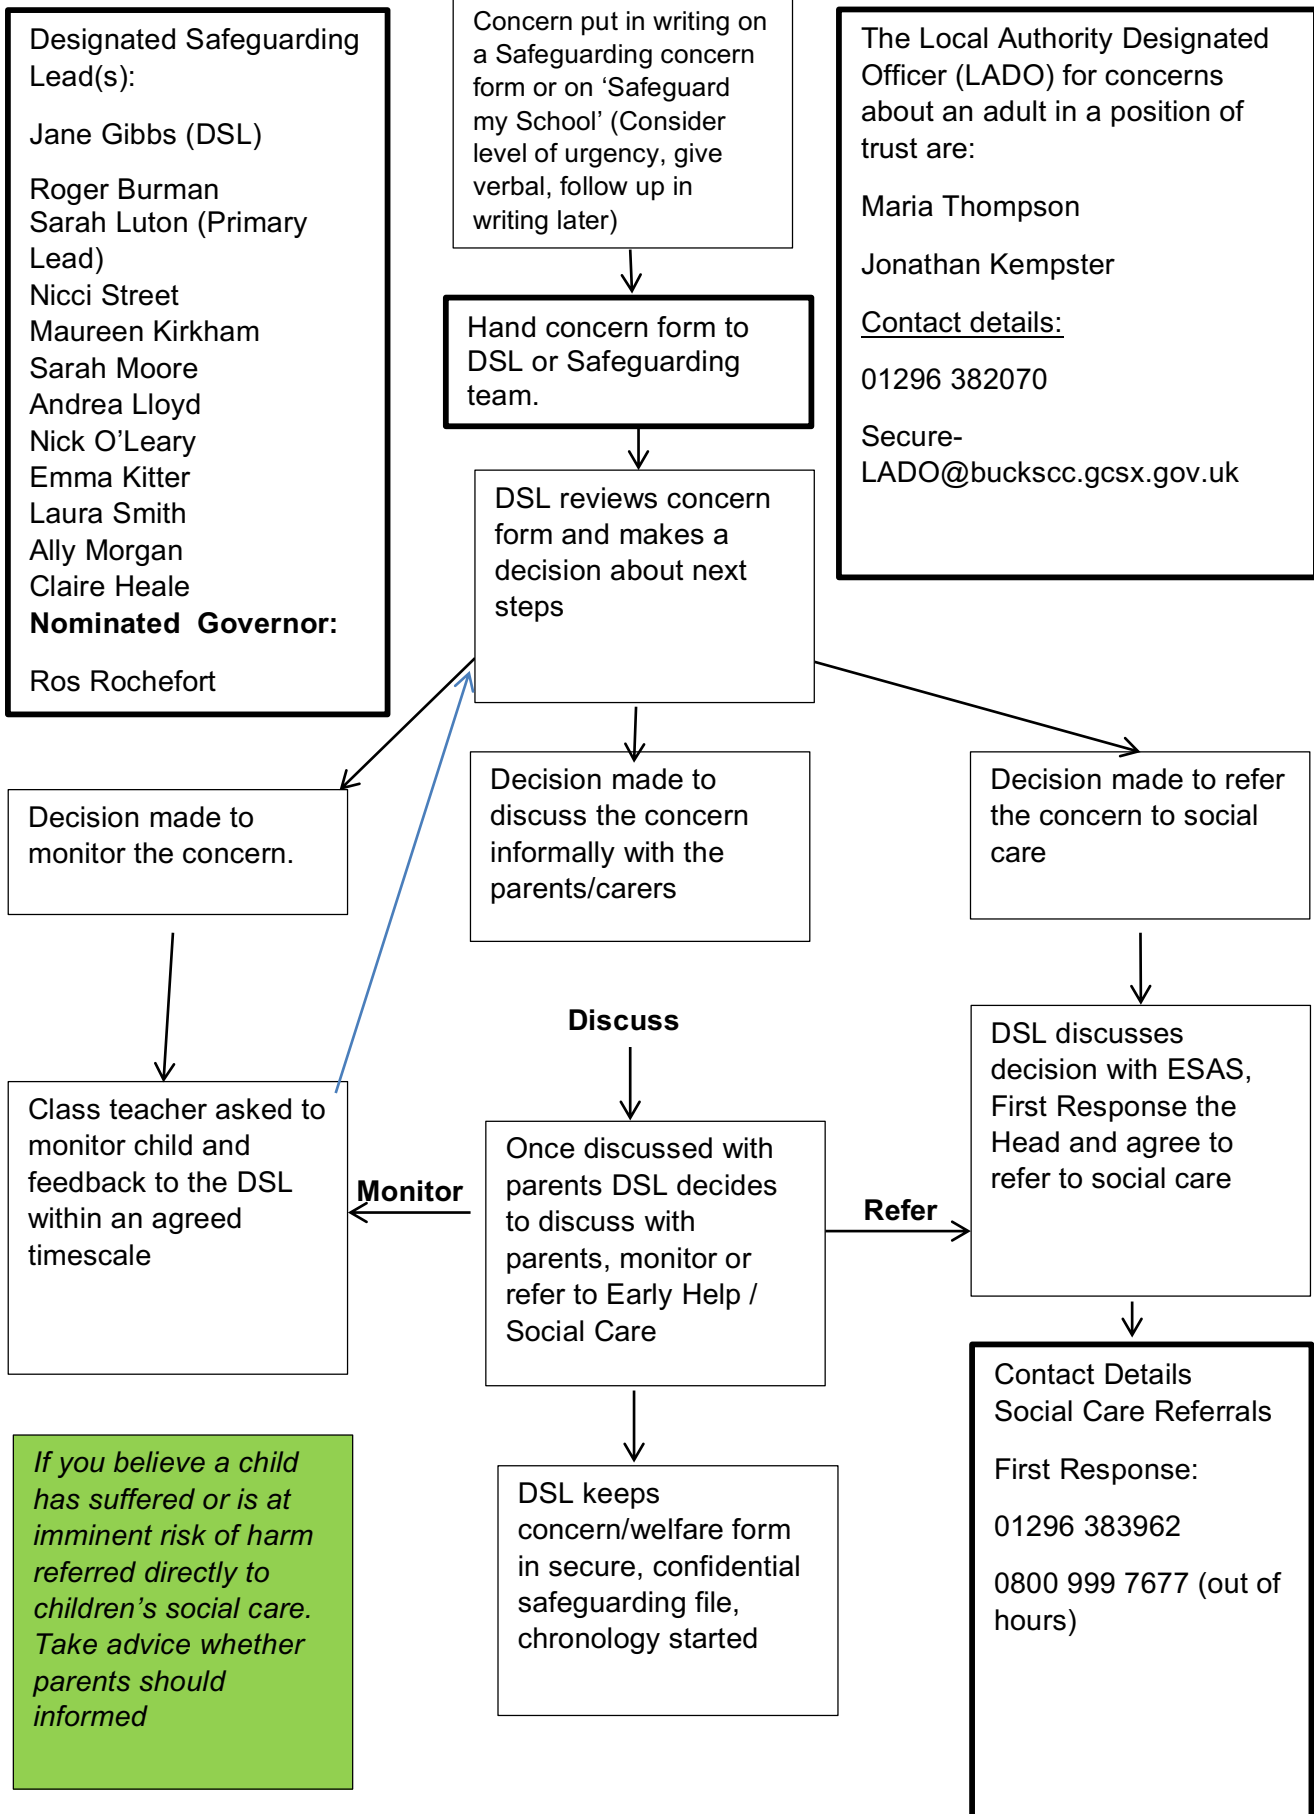 Designated Safeguarding
Lead(s):
Jane Gibbs (DSL)
Roger Burman
Sarah Luton (Primary
Lead)
Nicci Street
Maureen Kirkham
Sarah Moore
Andrea Lloyd
Nick O’Leary
Emma Kitter
Laura Smith
Ally Morgan
Claire Heale
Nominated Governor:
Ros Rochefort
Concern put in writing on
a Safeguarding concern
form or on ‘Safeguard
my School’ (Consider
level of urgency, give
verbal, follow up in
writing later)
The Local Authority Designated
Officer (LADO) for concerns
about an adult in a position of
trust are:
Maria Thompson
Jonathan Kempster
Contact details:
01296 382070
Secure-
LADO@buckscc.gcsx.gov.uk
Hand concern form to
DSL or Safeguarding
team.
DSL reviews concern
form and makes a
decision about next
steps
Decision made to
monitor the concern.
Decision made to
discuss the concern
informally with the
parents/carers
Decision made to refer
the concern to social
care
Discuss
Class teacher asked to
monitor child and
feedback to the DSL
within an agreed
timescale
Monitor
Once discussed with
parents DSL decides
to discuss with
parents, monitor or
refer to Early Help /
Social Care
Refer
DSL discusses
decision with ESAS,
First Response the
Head and agree to
refer to social care
If you believe a child
has suffered or is at
imminent risk of harm
referred directly to
children’s social care.
Take advice whether
parents should
informed
DSL keeps
concern/welfare form
in secure, confidential
safeguarding file,
chronology started
Contact Details
Social Care Referrals
First Response:
01296 383962
0800 999 7677 (out of
hours)